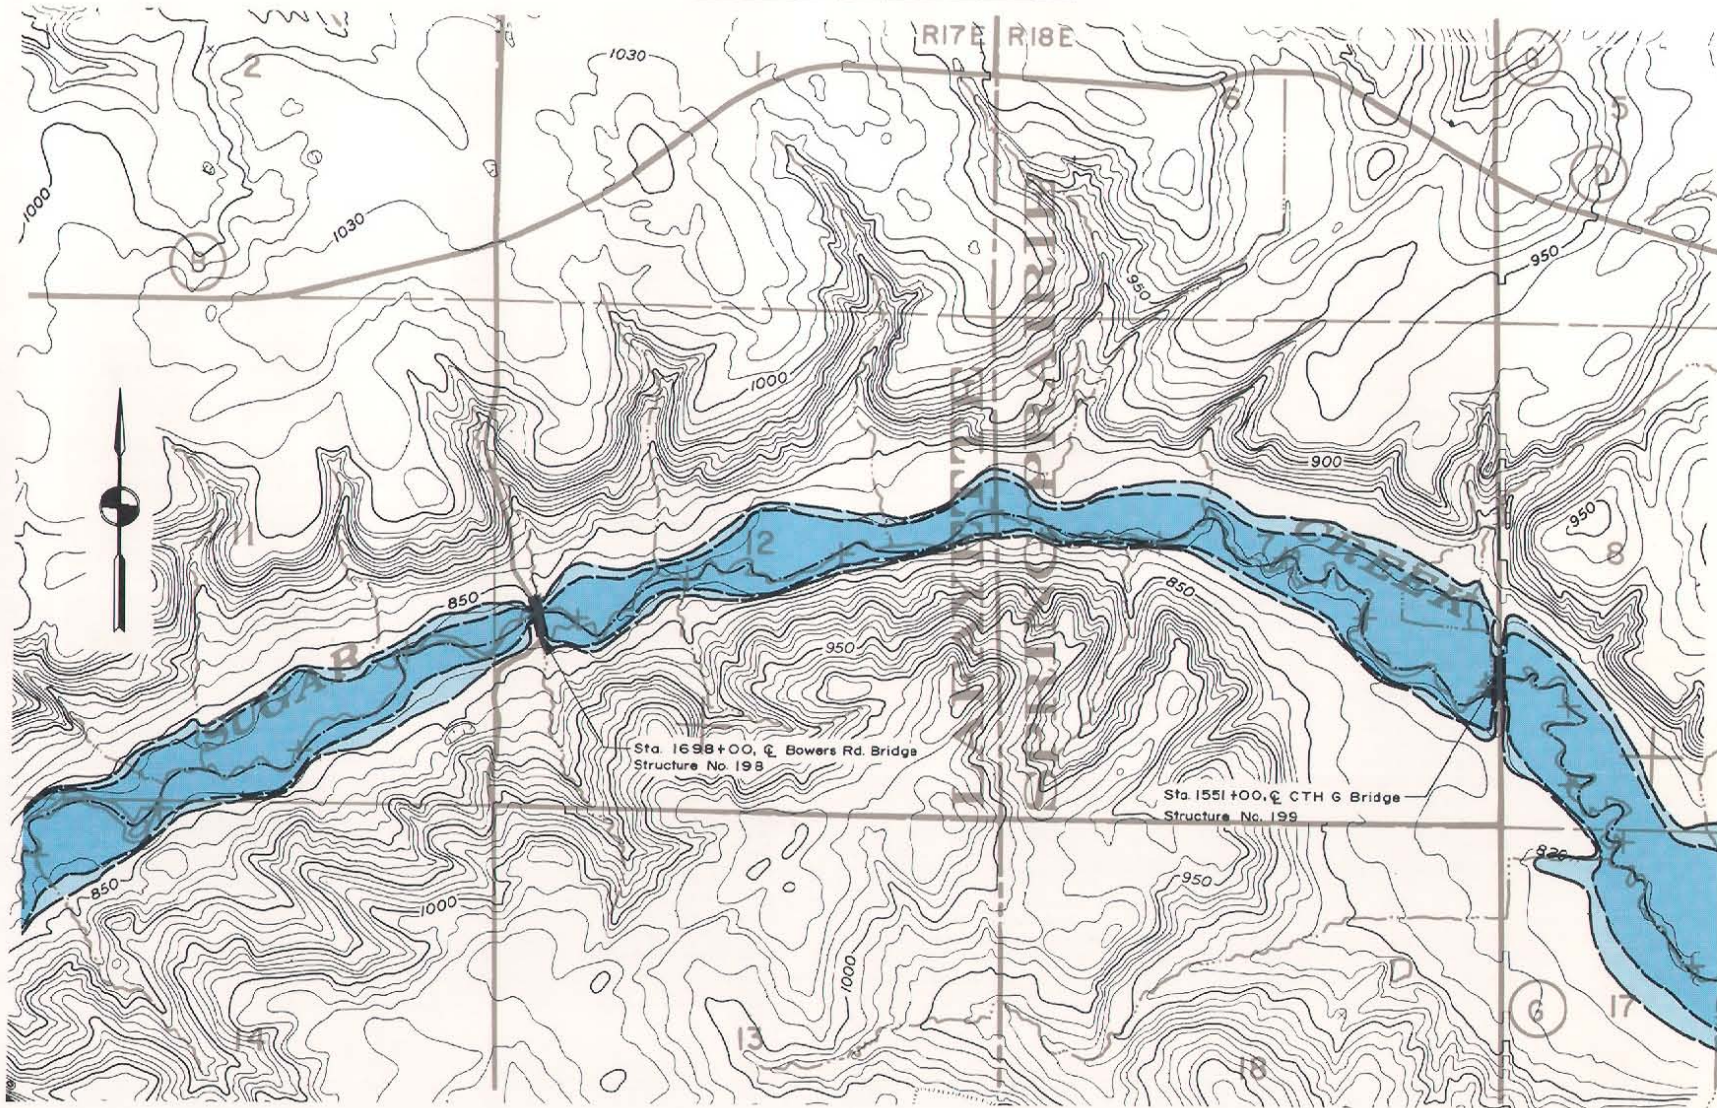 R17E R18E
2
1030
1
6
G
5
D
1000
1030
H
950
950
1000
900
950
11
12
CREEK
8
850
850
SUGAR
950
LAFAYETTE
SPRING PRAIRIE
Sta. 1698+00, ℄ Bowers Rd. Bridge
Structure No. 198
Sta. 1551+00, ℄ CTH G Bridge
Structure No. 199
850
1000
950
1000
D
G
17
14
13
18